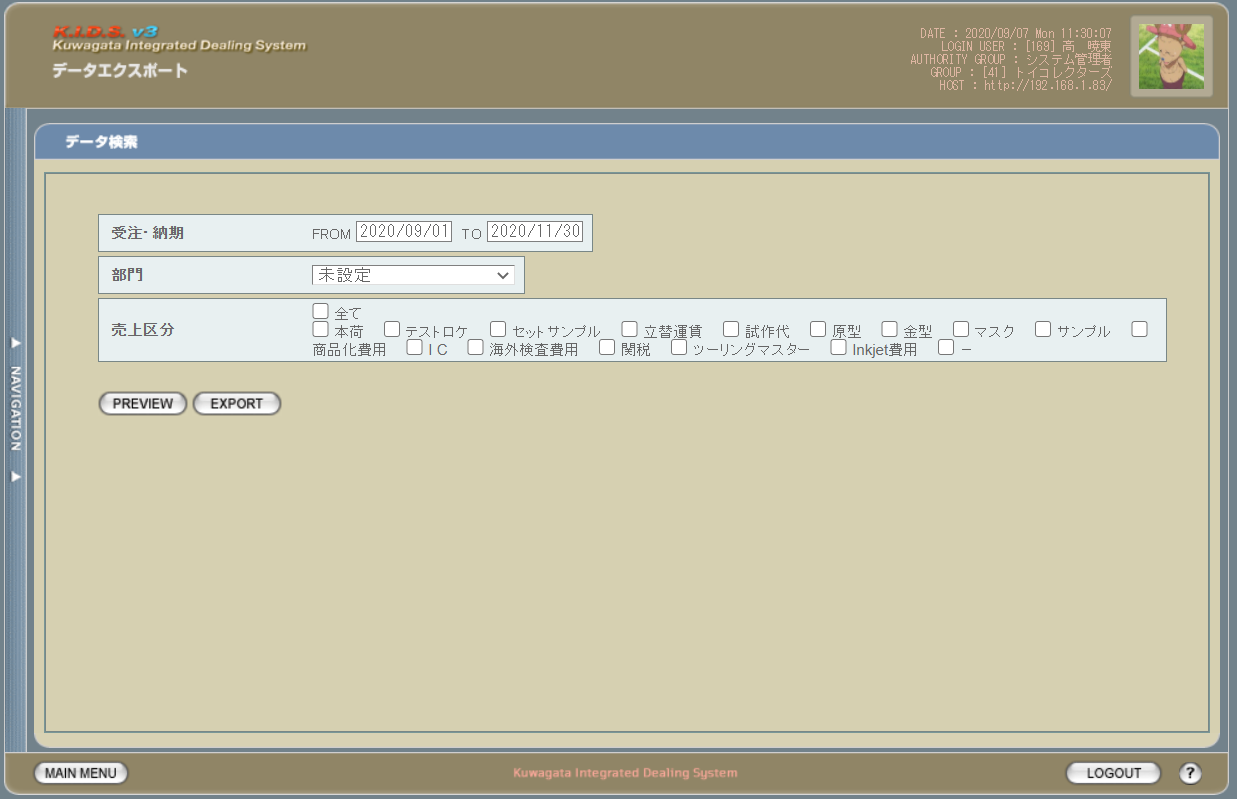 K.I.D.S. v3
Kuwagata Integrated Dealing System
データエクスポート
DATE : 2020/09/07 Mon 11:30:07
LOGIN USER : [169] 高 暁東
AUTHORITY GROUP : システム管理者
GROUP : [41] トイコレクターズ
HOST : http://192.168.1.83/
データ検索
受注・納期 FROM 2020/09/01 TO 2020/11/30
部門 未設定
売上区分
全て
本荷 テストロケ セットサンプル 立替運賃 試作代 原型 金型 マスク サンプル
商品化費用 IC 海外検査費用 関税 ツーリングマスター Inkjet費用 −
PREVIEW EXPORT
NAVIGATION
MAIN MENU Kuwagata Integrated Dealing System LOGOUT ?